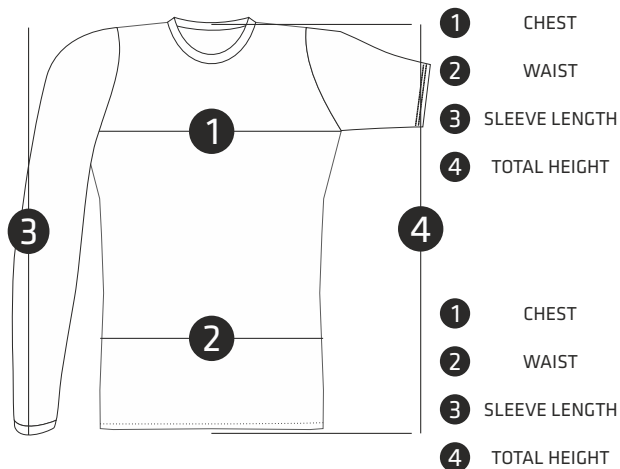 1 CHEST
2 WAIST
3 SLEEVE LENGTH
4 TOTAL HEIGHT
1
3
4
2
1 CHEST
2 WAIST
3 SLEEVE LENGTH
4 TOTAL HEIGHT